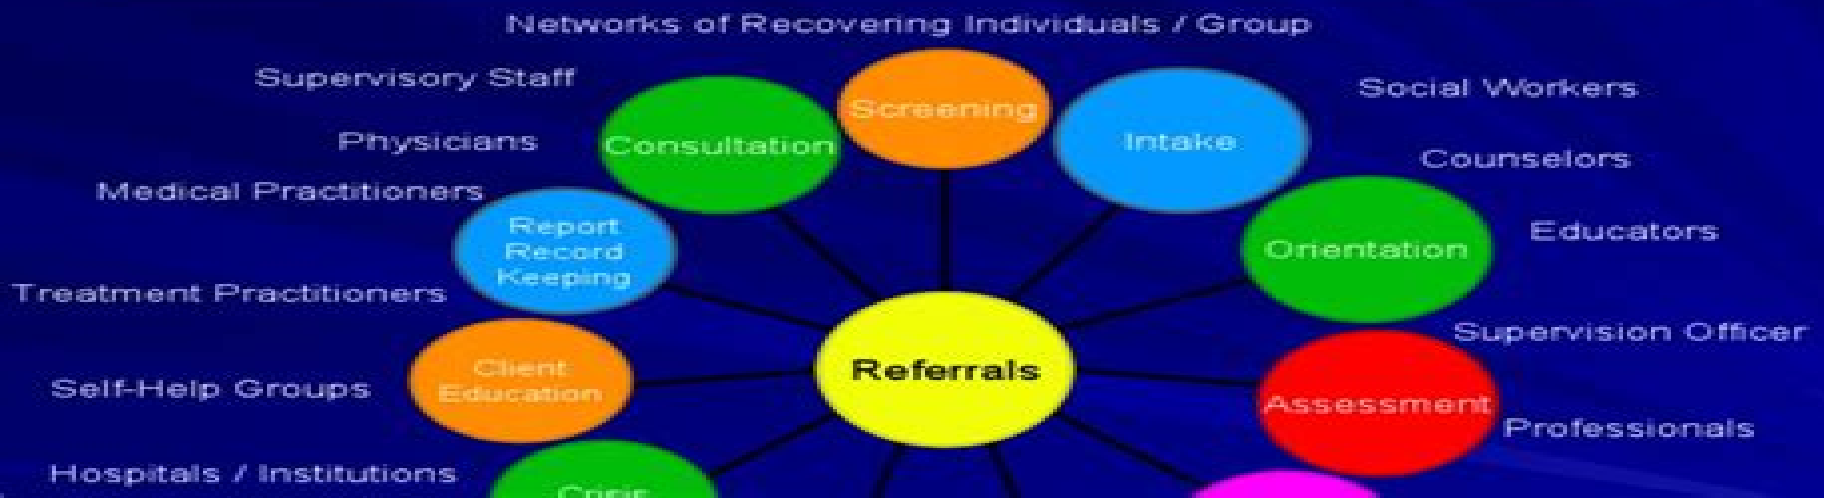 Networks of Recovering Individuals / Group
Supervisory Staff
Social Workers
Screening
Physicians
Consultation
Intake
Counselors
Medical Practitioners
Report
Record
Keeping
Orientation
Educators
Treatment Practitioners
Supervision Officer
Referrals
Client
Education
Self-Help Groups
Assessment
Professionals
Hospitals / Institutions
Crisis